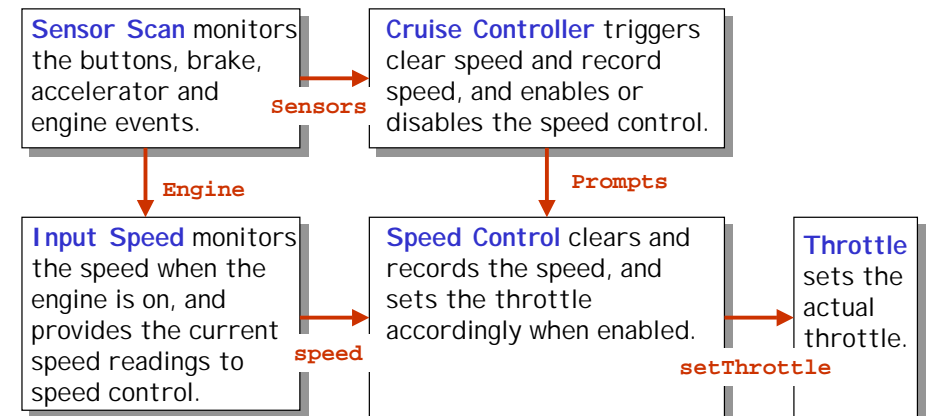 Sensor Scan monitors
the buttons, brake,
accelerator and
engine events.
Sensors
Cruise Controller triggers
clear speed and record
speed, and enables or
disables the speed control.
Engine
Prompts
Input Speed monitors
the speed when the
engine is on, and
provides the current
speed readings to
speed control.
speed
Speed Control clears and
records the speed, and
sets the throttle
accordingly when enabled.
setThrottle
Throttle
sets the
actual
throttle.